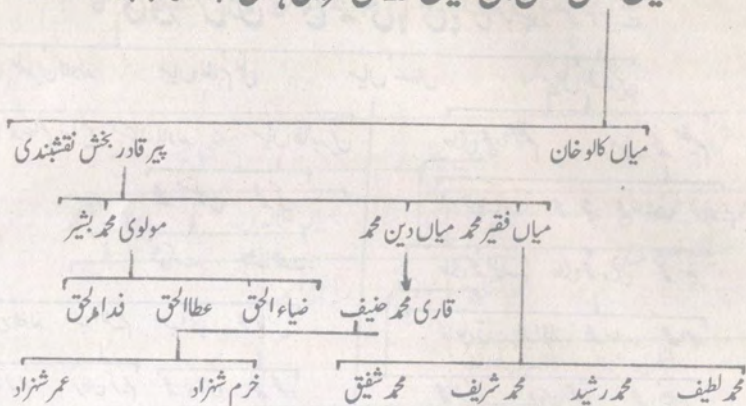 میاں کالو خان پیر قادر بخش نقشبندی
میاں فقیر محمد میاں دین محمد مولوی محمد بشیر
قاری محمد حنیف ضیاء الحق عطاالحق فداءالحق
محمد لطیف محمد رشید محمد شریف محمد شفیق خرم شہزاد عمر شہزاد